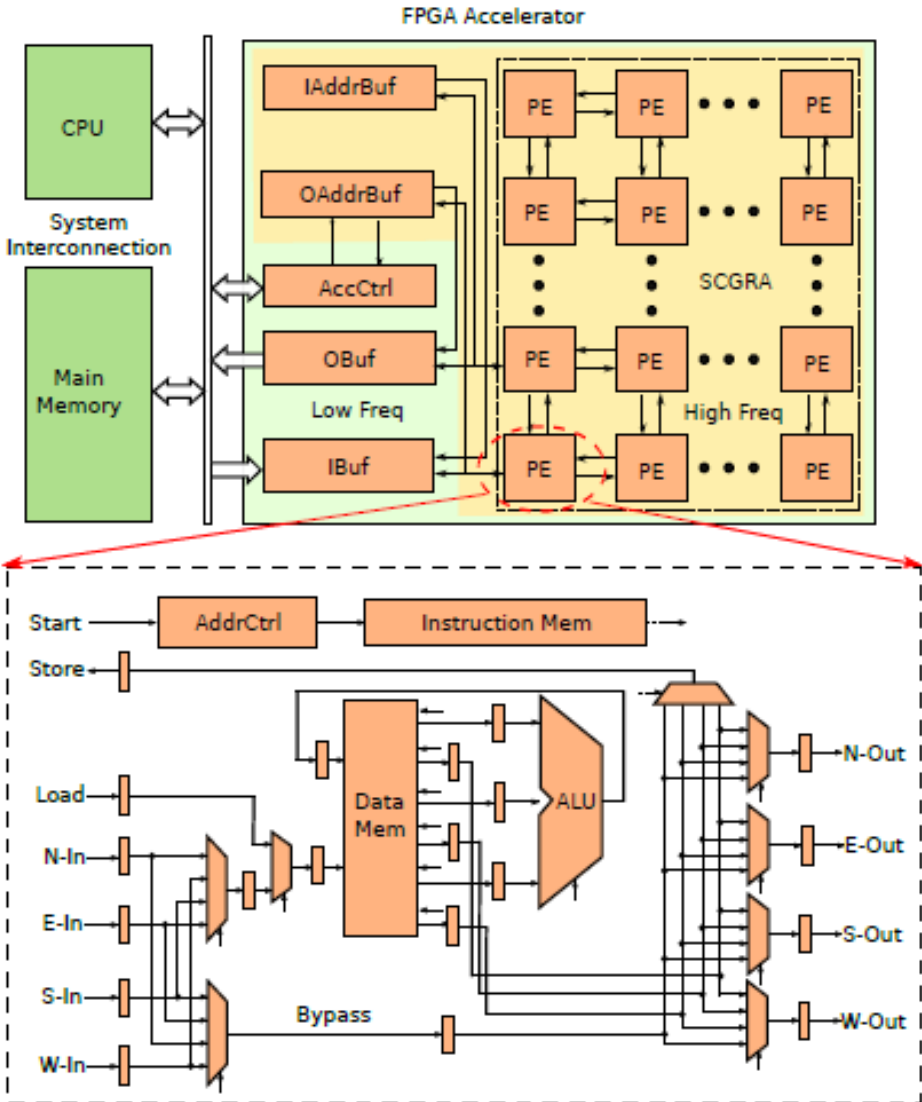 FPGA Accelerator
CPU
System
Interconnection
Main
Memory
IAddrBuf
OAddrBuf
AccCtrl
OBuf
Low Freq
IBuf
PE
PE
PE
PE
PE
PE
SCGRA
PE
PE
PE
High Freq
PE
PE
PE
Start
AddrCtrl
Instruction Mem
Store
Load
N-In
E-In
S-In
W-In
Data
Mem
ALU
Bypass
N-Out
E-Out
S-Out
W-Out